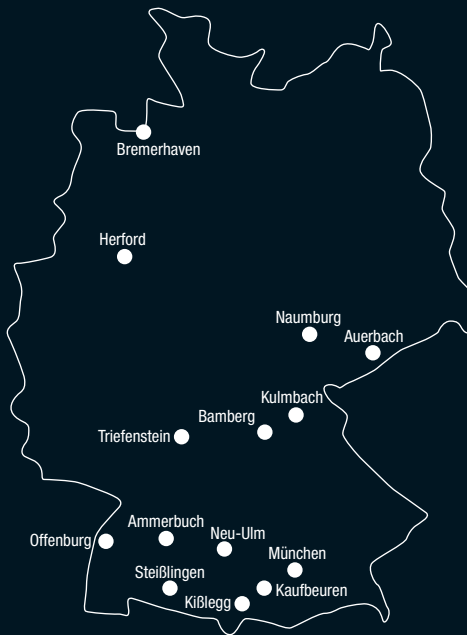 Bremerhaven
Herford
Naumburg
Auerbach
Kulmbach
Bamberg
Triefenstein
Ammerbuch
Neu-Ulm
Offenburg
München
Steißlingen
Kaufbeuren
Kißlegg